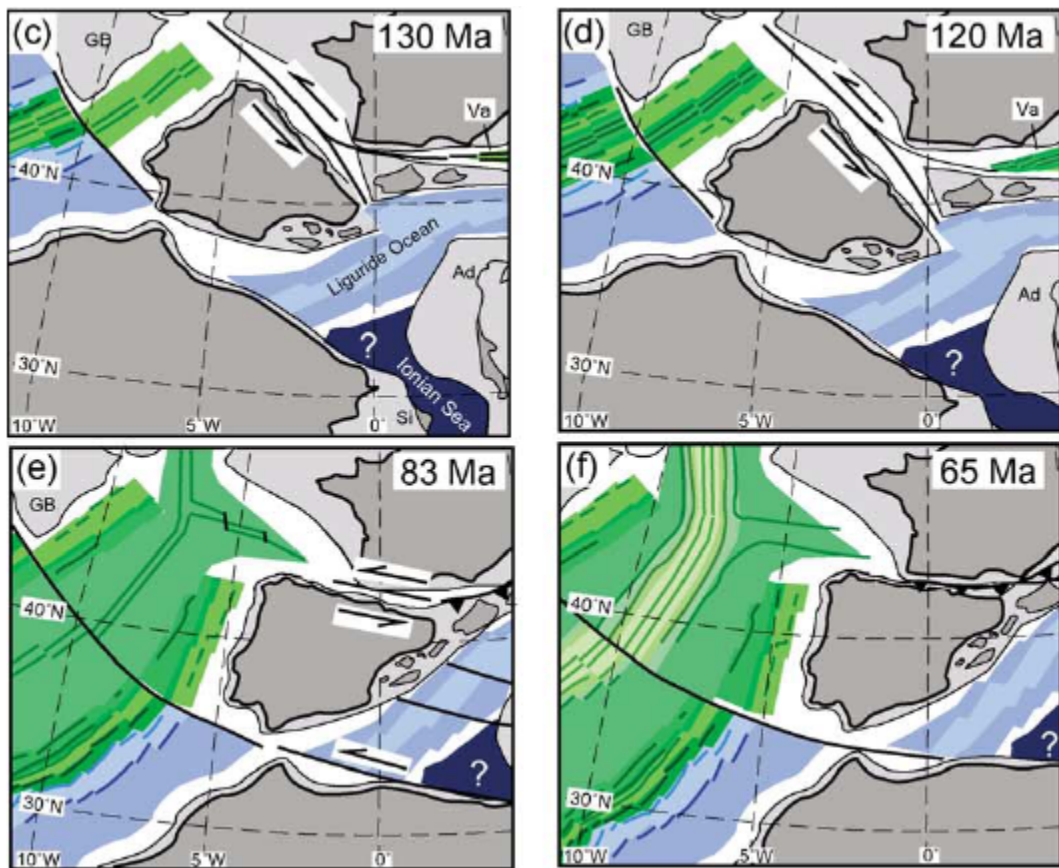 (c)
GB
130 Ma
Va
40°N
Liguride Ocean
Ad
?
Ionian Sea
30°N
Si
10°W
5°W
0°
(d)
GB
120 Ma
Va
40°N
Ad
?
30°N
10°W
5°W
0°
(e)
GB
83 Ma
40°N
?
30°N
5°W
0°
(f)
65 Ma
40°N
?
30°N
5°W
0°